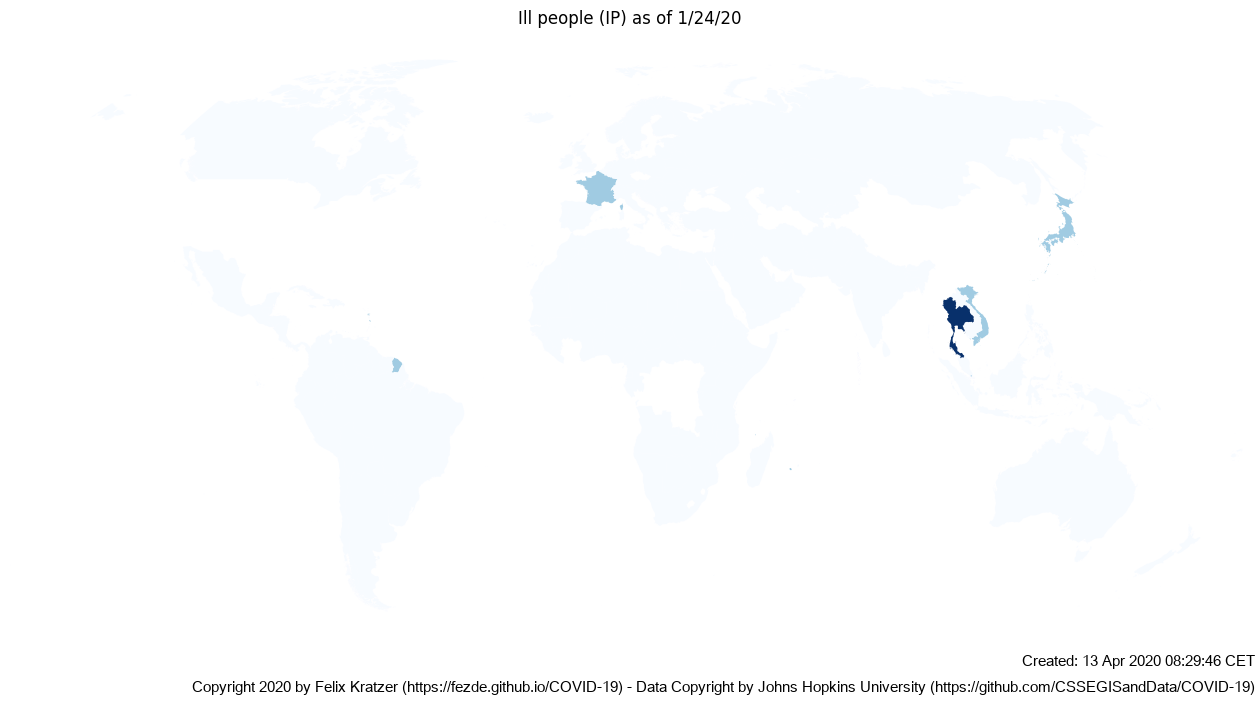 Ill people (IP) as of 1/24/20
Created: 13 Apr 2020 08:29:46 CET
Copyright 2020 by Felix Kratzer (https://fezde.github.io/COVID-19) - Data Copyright by Johns Hopkins University (https://github.com/CSSEGISandData/COVID-19)